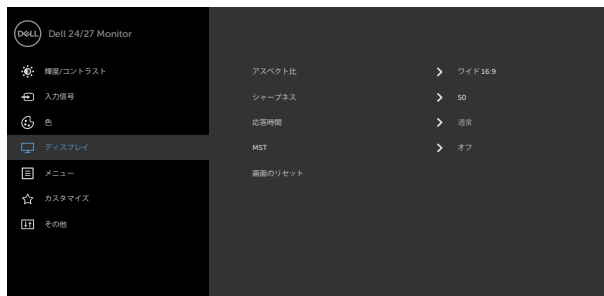 DELL Dell 24/27 Monitor
輝度/コントラスト
入力信号
色
ディスプレイ
メニュー
カスタマイズ
その他
アスペクト比 ワイド16:9
シャープネス 50
応答時間 通常
MST オフ
画面のリセット